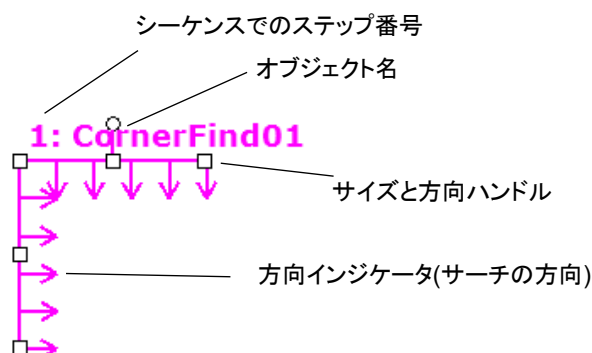 シーケンスでのステップ番号
オブジェクト名
1: CornerFind01
サイズと方向ハンドル
方向インジケータ(サーチの方向)